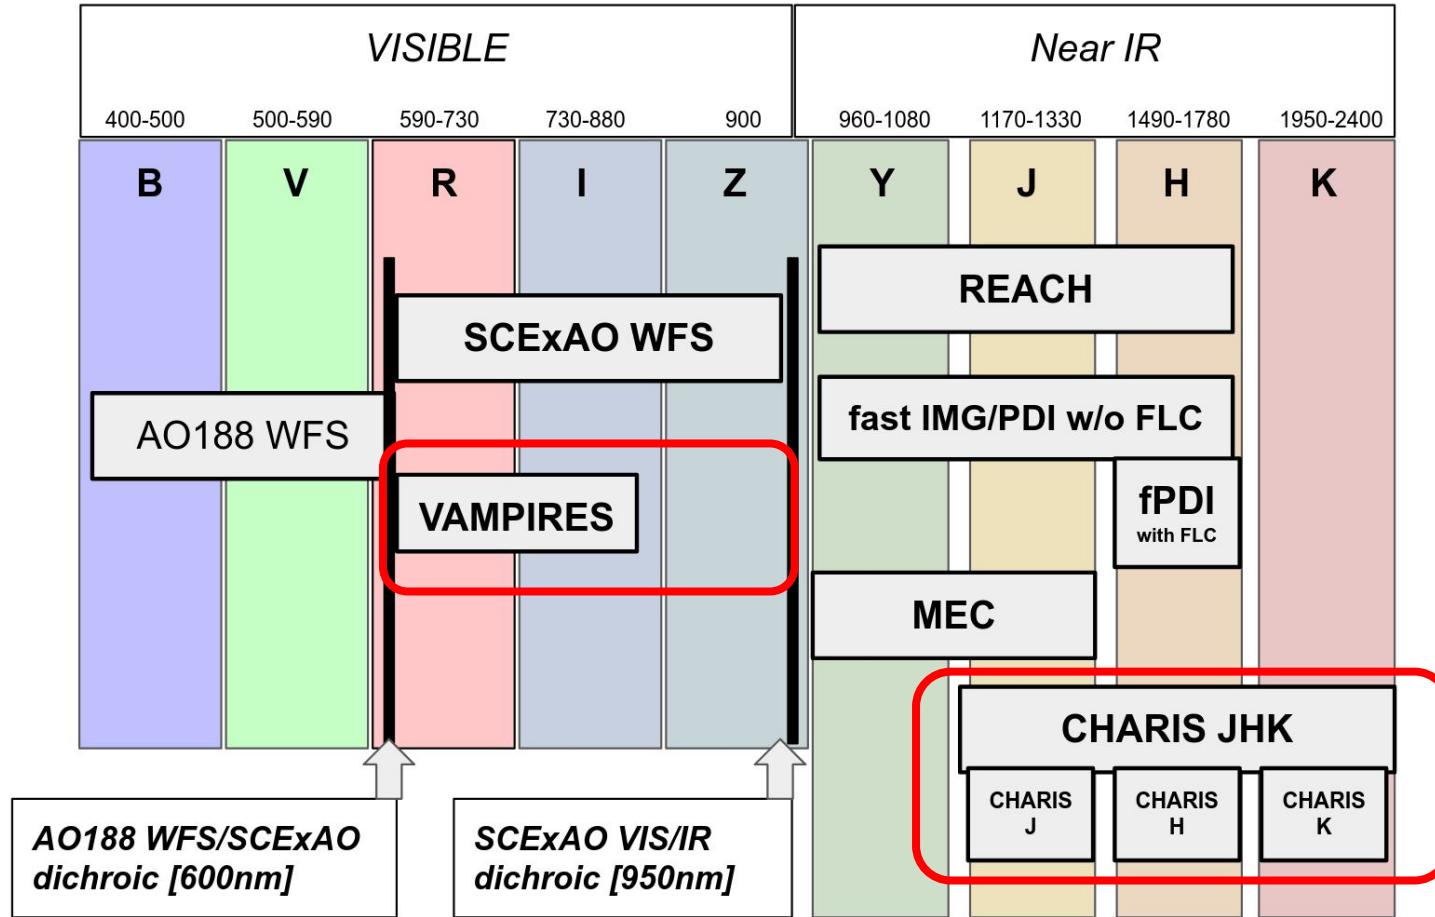 VISIBLE
Near IR
400-500 500-590 590-730 730-880 900 960-1080 1170-1330 1490-1780 1950-2400
B V R I Z Y J H K
REACH
SCExAO WFS
fast IMG/PDI w/o FLC
AO188 WFS
fPDI
with FLC
VAMPIRES
MEC
CHARIS JHK
CHARIS
J
CHARIS
H
CHARIS
K
AO188 WFS/SCExAO
dichroic [600nm]
SCExAO VIS/IR
dichroic [950nm]